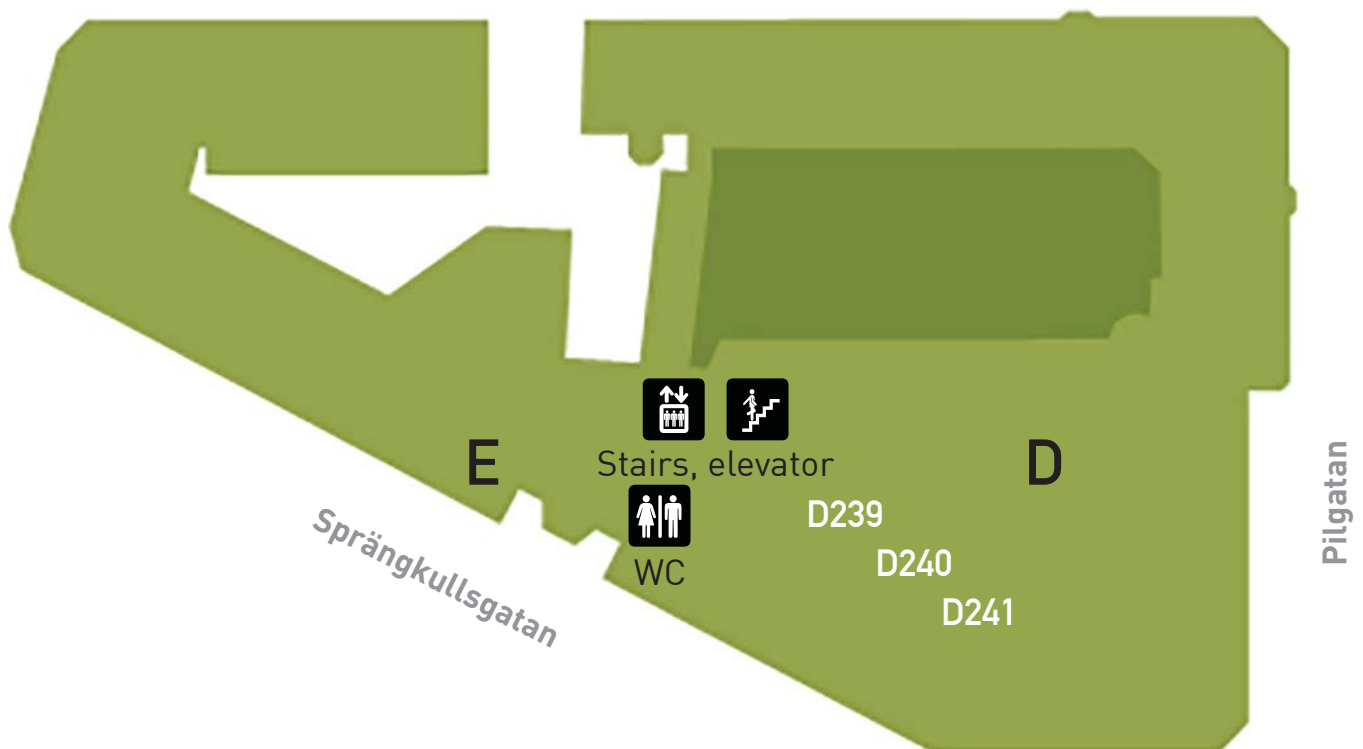 E
Stairs, elevator
D
D239
WC
D240
D241
Sprängkullsgatan
Pilgatan